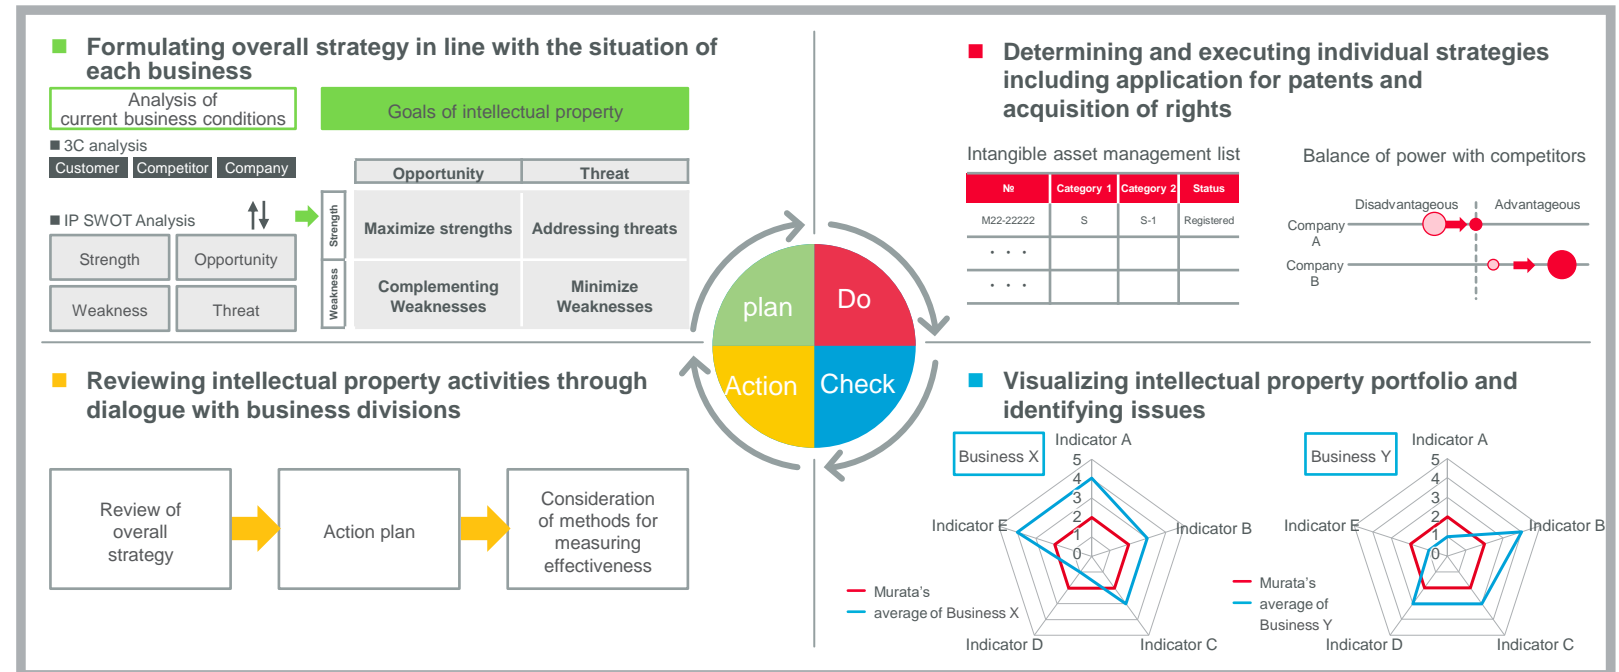 ■ Formulating overall strategy in line with the situation of
each business
Analysis of
current business conditions
Goals of intellectual property
■ 3C analysis
Customer
Competitor
Company
■ IP SWOT Analysis
Strength
Opportunity
Weakness
Threat
Opportunity
Threat
Strength
Maximize strengths
Addressing threats
Weakness
Complementing
Weaknesses
Minimize
Weaknesses
■ Determining and executing individual strategies
including application for patents and
acquisition of rights
Intangible asset management list
№ Category 1 Category 2 Status
M22-22222 S S-1 Registered
・・・
・・・
Balance of power with competitors
Disadvantageous
Advantageous
Company
A
Company
B
plan
Do
Action
Check
■ Reviewing intellectual property activities through
dialogue with business divisions
Review of
overall
strategy
Action plan
Consideration
of methods for
measuring
effectiveness
■ Visualizing intellectual property portfolio and
identifying issues
Business X
Indicator A
5
4
3
2
1
0
Indicator B
Indicator C
Indicator D
Indicator E
Murata's
average of Business X
Business Y
Indicator A
5
4
3
2
1
0
Indicator B
Indicator C
Indicator D
Indicator E
Murata's
average of
Business Y